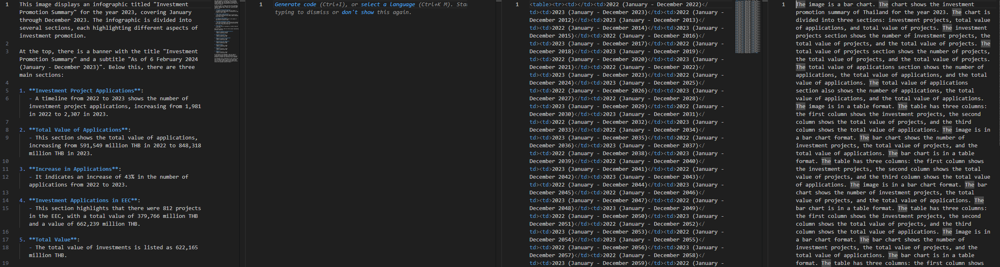 1 This image displays an infographic titled "Investment
Promotion Summary" for the year 2023, covering January
through December 2023. The infographic is divided into
several sections, each highlighting different aspects of
investment promotion.
2
3 At the top, there is a banner with the title "Investment
Promotion Summary" and a subtitle "As of 6 February 2024
(January - December 2023)". Below this, there are three
main sections:
4
5 1. **Investment Project Applications**:
6 - A timeline from 2022 to 2023 shows the number of
investment project applications, increasing from 1,981
in 2022 to 2,307 in 2023.
7
8 2. **Total Value of Applications**:
9 - This section shows the total value of applications,
increasing from 591,549 million THB in 2022 to 848,318
million THB in 2023.
10
11 3. **Increase in Applications**:
12 - It indicates an increase of 43% in the number of
applications from 2022 to 2023.
13
14 4. **Investment Applications in EEC**:
15 - This section highlights that there were 812 projects
in the EEC, with a total value of 379,766 million THB
and a value of 662,239 million THB.
16
17 5. **Total Value**:
18 - The total value of investments is listed as 622,165
million THB.
19
1 Generate code (Ctrl+I), or select a language (Ctrl+K M). Sta
typing to dismiss or don't show this again.
1 <table><tr><td></td><td>2022 (January - December 2022)</
td><td>2023 (January - December 2023)</td><td>2022 (January -
December 2012)</td><td>2023 (January - December 2013)</
td><td>2022 (January - December 2014)</td><td>2023 (January -
December 2015)</td><td>2022 (January - December 2016)</
td><td>2023 (January - December 2017)</td><td>2022 (January -
December 2018)</td><td>2023 (January - December 2019)</
td><td>2022 (January - December 2020)</td><td>2023 (January -
December 2021)</td><td>2022 (January - December 2022)</
td><td>2023 (January - December 2023)</td><td>2022 (January -
December 2024)</td><td>2023 (January - December 2025)</
td><td>2022 (January - December 2026)</td><td>2023 (January -
December 2027)</td><td>2022 (January - December 2028)</
td><td>2023 (January - December 2029)</td><td>2022 (January -
December 2030)</td><td>2023 (January - December 2031)</
td><td>2022 (January - December 2032)</td><td>2023 (January -
December 2033)</td><td>2022 (January - December 2034)</
td><td>2023 (January - December 2035)</td><td>2022 (January -
December 2036)</td><td>2023 (January - December 2037)</
td><td>2022 (January - December 2038)</td><td>2023 (January -
December 2039)</td><td>2022 (January - December 2040)</
td><td>2023 (January - December 2041)</td><td>2022 (January -
December 2042)</td><td>2023 (January - December 2043)</
td><td>2022 (January - December 2044)</td><td>2023 (January -
December 2045)</td><td>2022 (January - December 2046)</
td><td>2023 (January - December 2047)</td><td>2022 (January -
December 2048)</td><td>2023 (January - December 2049)</
td><td>2022 (January - December 2050)</td><td>2023 (January -
December 2051)</td><td>2022 (January - December 2052)</
td><td>2023 (January - December 2053)</td><td>2022 (January -
December 2054)</td><td>2023 (January - December 2055)</
td><td>2022 (January - December 2056)</td><td>2023 (January -
December 2057)</td><td>2022 (January - December 2058)</
td><td>2023 (January - December 2059)</td><td>2022 (January -
1 The image is a bar chart. The chart shows the investment
promotion summary of Thailand for the year 2023. The chart is
divided into three sections: investment projects, total value
of applications, and total value of projects. The investment
projects section shows the number of investment projects, the
total value of projects, and the total value of projects. The
total value of projects section shows the number of projects,
the total value of projects, and the total value of projects.
The total value of applications section shows the number of
applications, the total value of applications, and the total
value of applications. The total value of applications
section also shows the number of applications, the total
value of applications, and the total value of applications.
The image is in a table format. The table has three columns:
the first column shows the investment projects, the second
column shows the total value of projects, and the third
column shows the total value of applications. The image is in
a bar chart format. The bar chart shows the number of
investment projects, the total value of projects, and the
total value of applications. The bar chart is in a table
format. The table has three columns: the first column shows
the investment projects, the second column shows the total
value of projects, and the third column shows the total value
of applications. The image is in a bar chart format. The bar
chart shows the number of investment projects, the total
value of projects, and the total value of applications. The
bar chart is in a table format. The table has three columns:
the first column shows the investment projects, the second
column shows the total value of projects, and the third
column shows the total value of applications. The image is in
a bar chart format. The bar chart shows the number of
investment projects, the total value of projects, and the
total value of applications. The bar chart is in a table
format. The table has three columns: the first column shows